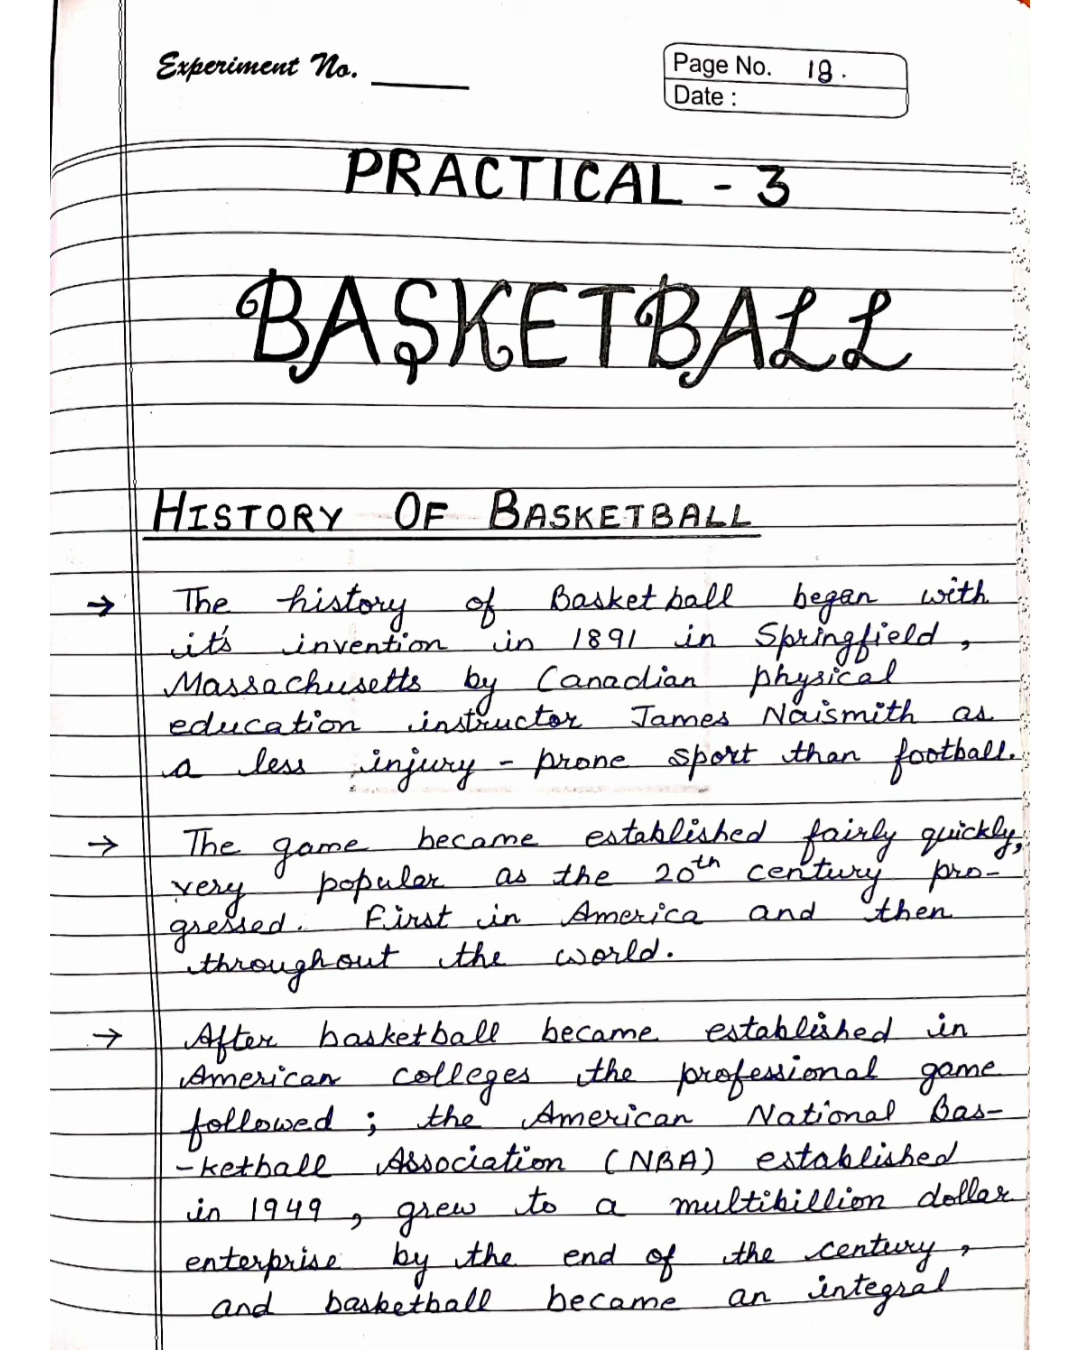 Experiment No. ______
Page No. 18.
Date :
PRACTICAL - 3
BASKETBALL
HISTORY OF BASKETBALL
→ The history of Basket ball began with
it's invention in 1891 in Springfield,
Massachusetts by Canadian physical
education instructor James Naismith as
a less injury - prone sport than football.
→ The game became established fairly quickly,
very popular as the 20th century pro-
gressed. First in America and then
throughout the world.
→ After basketball became established in
American colleges the professional game
followed ; the American National Bas-
-ketball Association (NBA) established
in 1949 , grew to a multibillion dollar
enterprise by the end of the century ,
and basketball became an integral